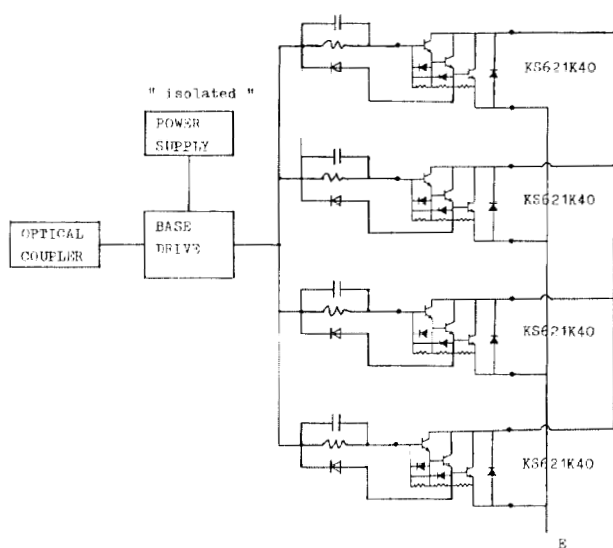 KS621K40
" isolated "
POWER
SUPPLY
KS621K40
OPTICAL
COUPLER
BASE
DRIVE
KS621K40
KS621K40
E